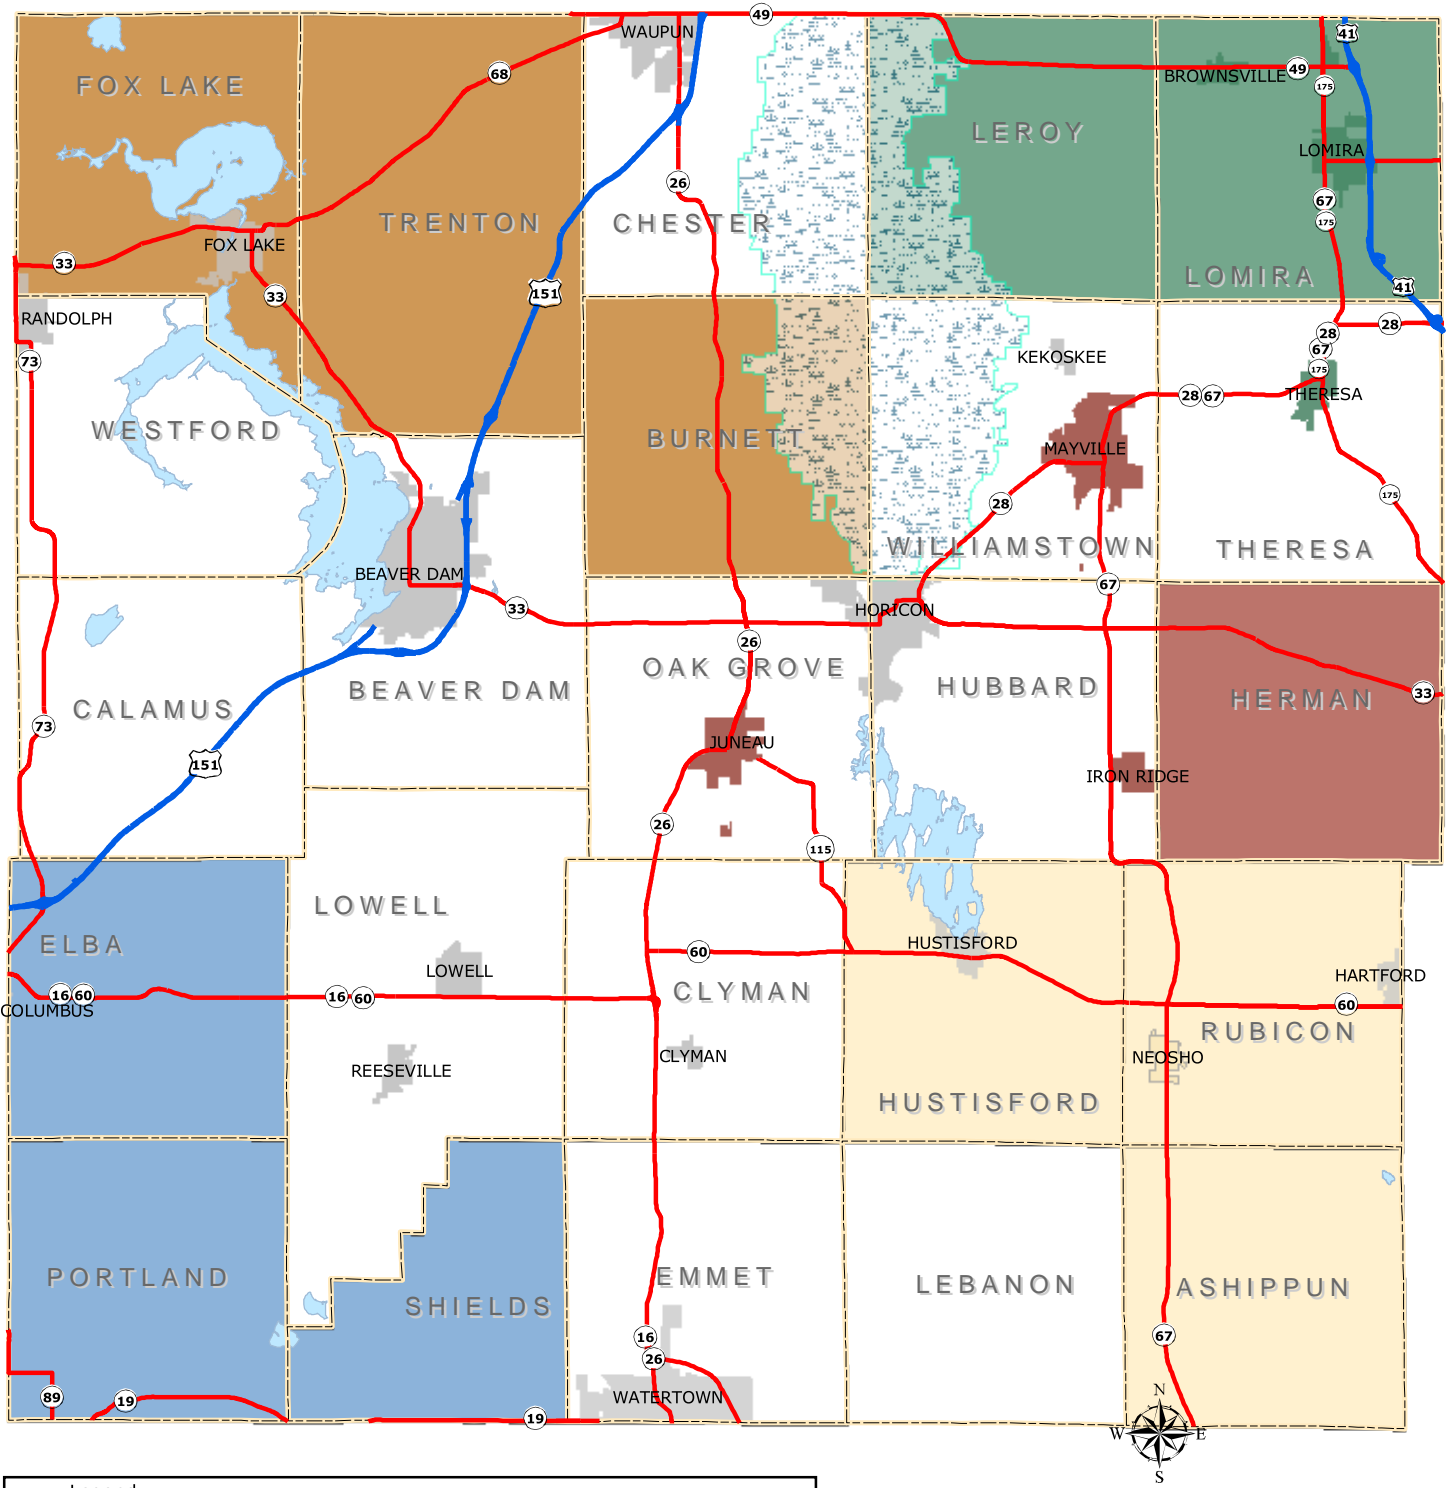 49
WAUPUN
41
68
49
BROWNSVILLE
FOX LAKE
175
LEROY
LOMIRA
26
67
TRENTON
CHESTER
175
FOX LAKE
33
LOMIRA
33
151
41
RANDOLPH
28
28
67
KEKOSKEE
73
175
28 67
THERESA
WESTFORD
BURNETT
MAYVILLE
175
28
WILLIAMSTOWN
THERESA
BEAVER DAM
67
33
HORICON
26
OAK GROVE
BEAVER DAM
HUBBARD
33
HERMAN
CALAMUS
73
JUNEAU
151
IRON RIDGE
26
115
LOWELL
ELBA
60
HUSTISFORD
LOWELL
HARTFORD
16 60
16 60
CLYMAN
60
COLUMBUS
RUBICON
CLYMAN
NEOSHO
REESEVILLE
HUSTISFORD
PORTLAND
EMMET
LEBANON
ASHIPPUN
SHIELDS
16
67
26
89
19
WATERTOWN
N
19
W E
S